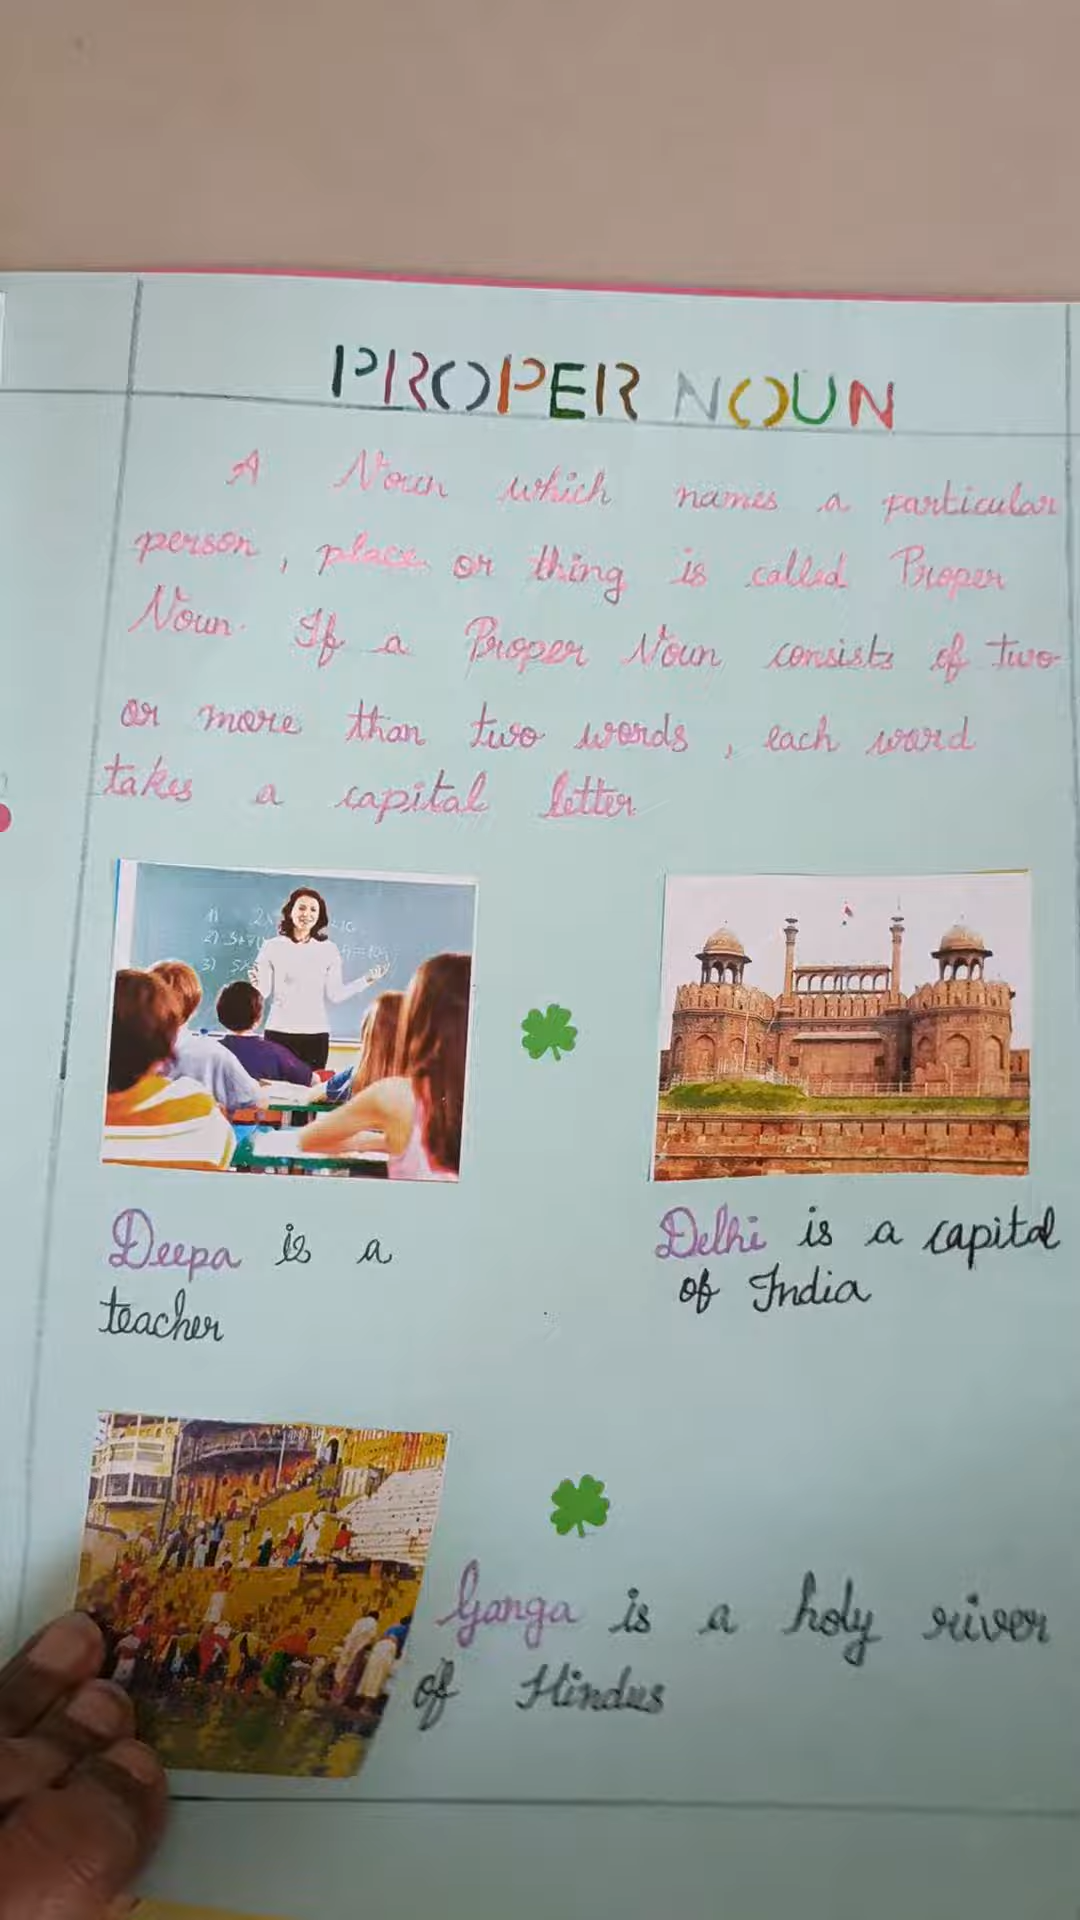 PROPER NOUN
A Noun which names a particular
person, place or thing is called Proper
Noun. If a Proper Noun consists of two
or more than two words, each word
takes a capital letter
Deepa is a
teacher
Delhi is a capital
of India
Ganga is a holy river
of Hindus